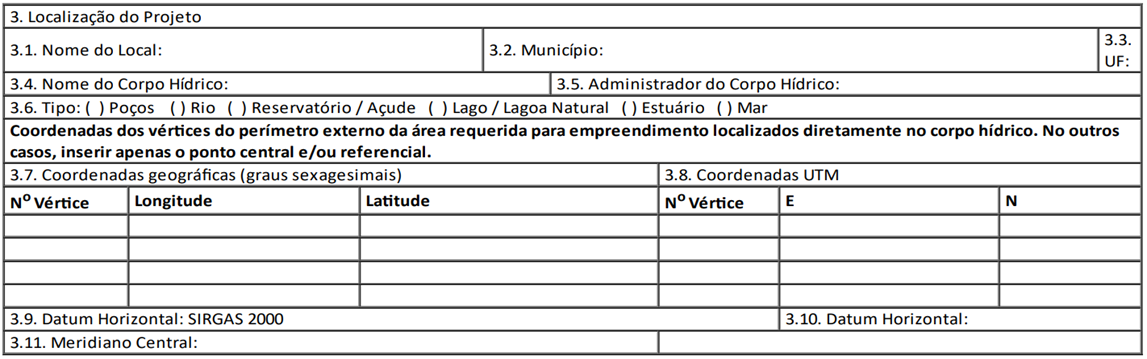 3. Localização do Projeto
3.1. Nome do Local: 3.2. Município: 3.3. UF:
3.4. Nome do Corpo Hídrico: 3.5. Administrador do Corpo Hídrico:
3.6. Tipo: ( ) Poços ( ) Rio ( ) Reservatório / Açude ( ) Lago / Lagoa Natural ( ) Estuário ( ) Mar
Coordenadas dos vértices do perímetro externo da área requerida para empreendimento localizados diretamente no corpo hídrico. No outros
casos, inserir apenas o ponto central e/ou referencial.
3.7. Coordenadas geográficas (graus sexagesimais) 3.8. Coordenadas UTM
Nº Vértice Longitude Latitude Nº Vértice E N
3.9. Datum Horizontal: SIRGAS 2000 3.10. Datum Horizontal:
3.11. Meridiano Central: